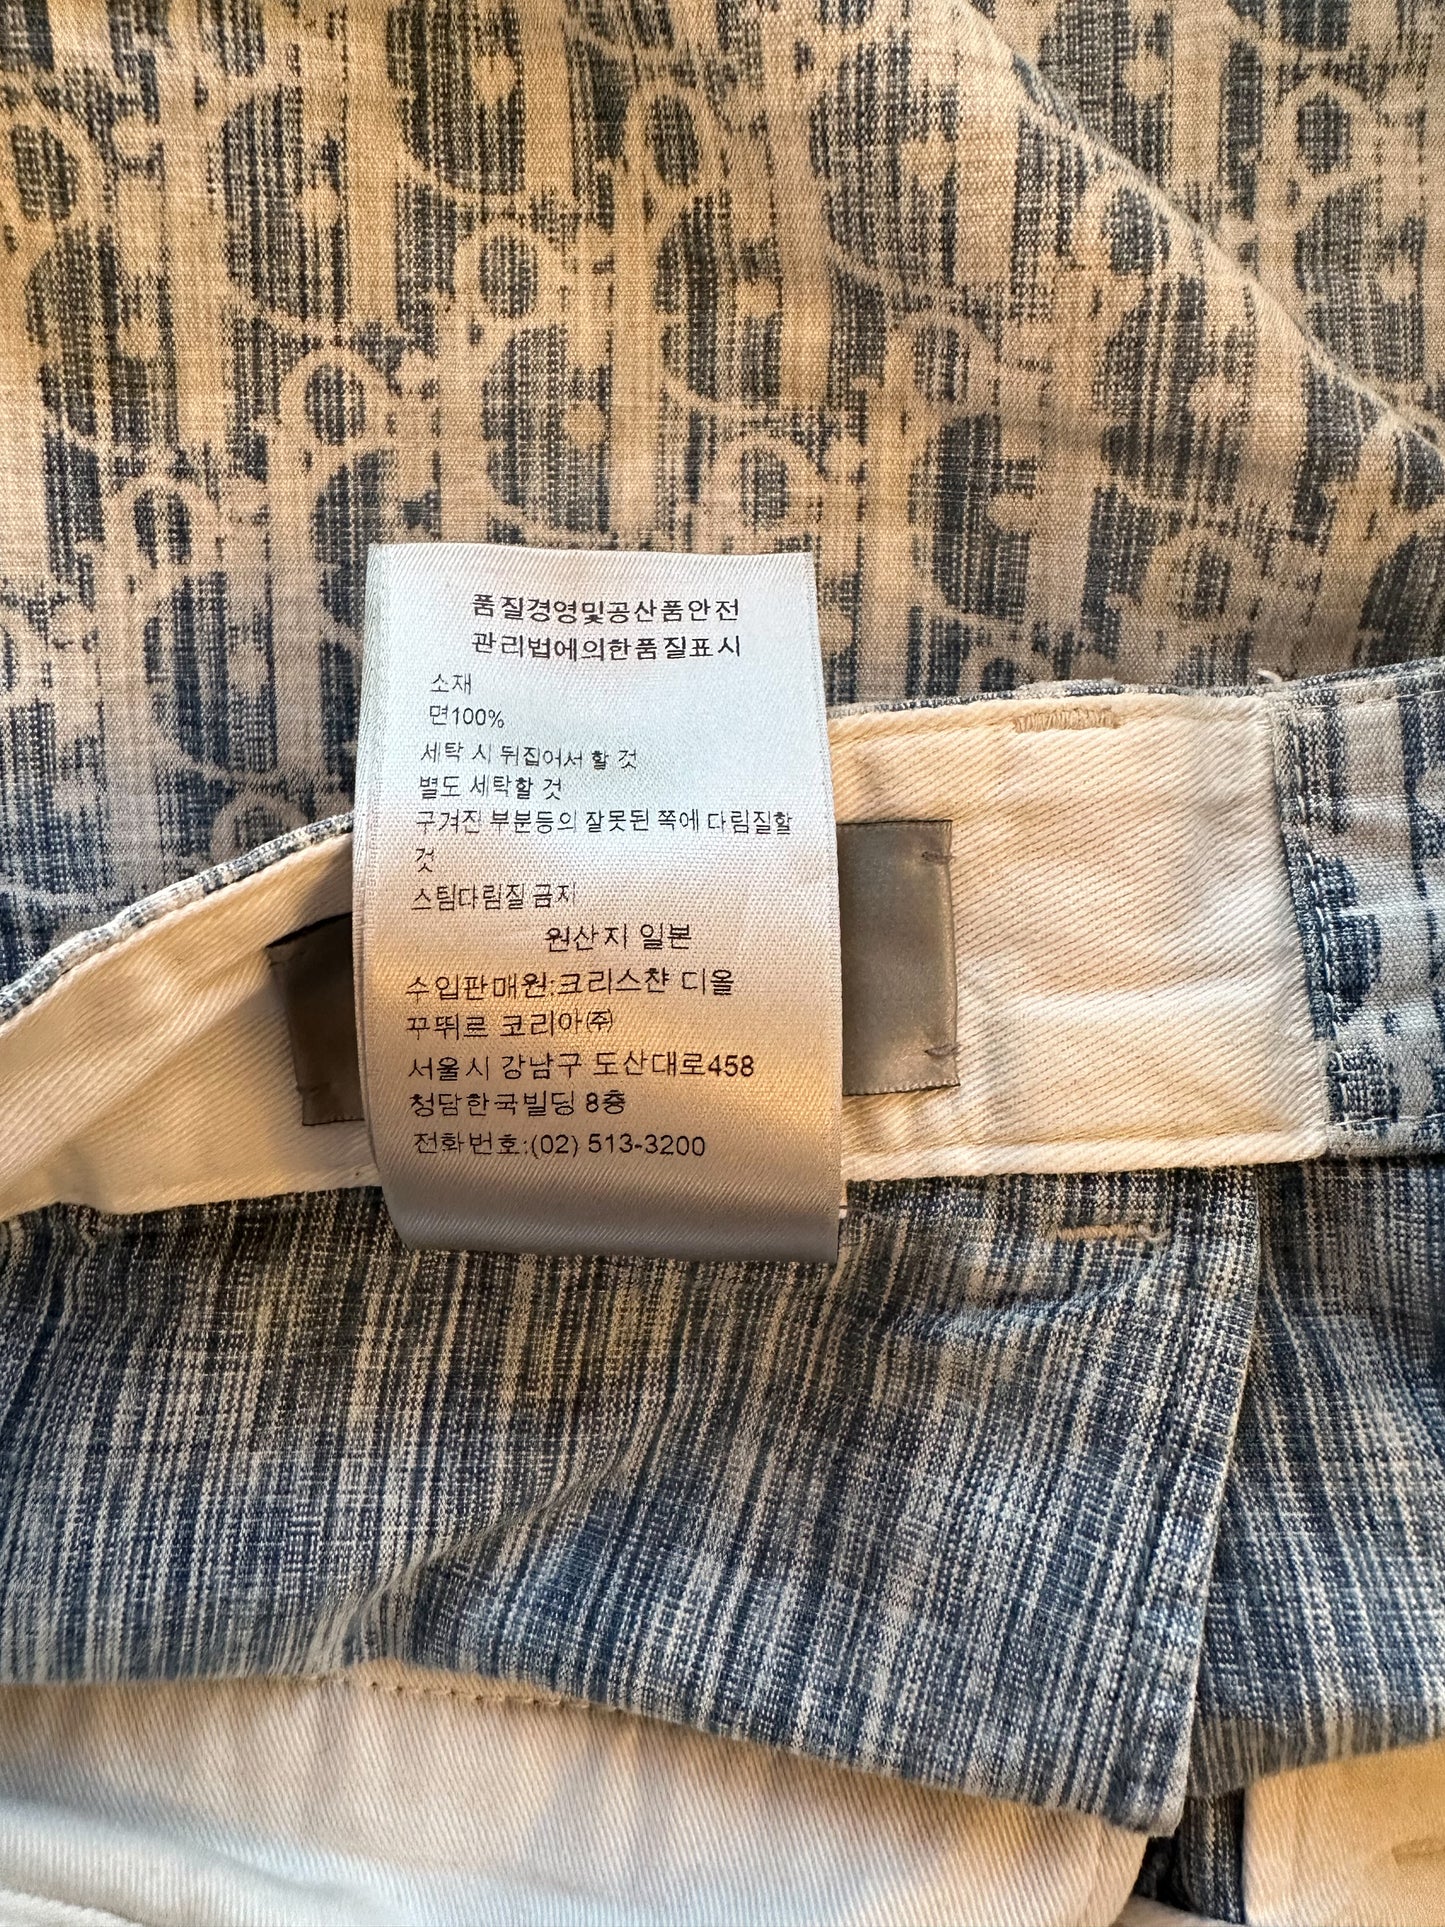 품질경영및공산품안전
관리법에의한품질표시
소재
면100%
세탁 시 뒤집어서 할 것
별도 세탁할 것
구겨진 부분등의 잘못된 쪽에 다림질할
것
스팀다림질 금지
원산지 일본
수입판매원:크리스챤 디올
꾸뛰르 코리아㈜
서울시 강남구 도산대로458
청담한국빌딩 8층
전화번호:(02) 513-3200